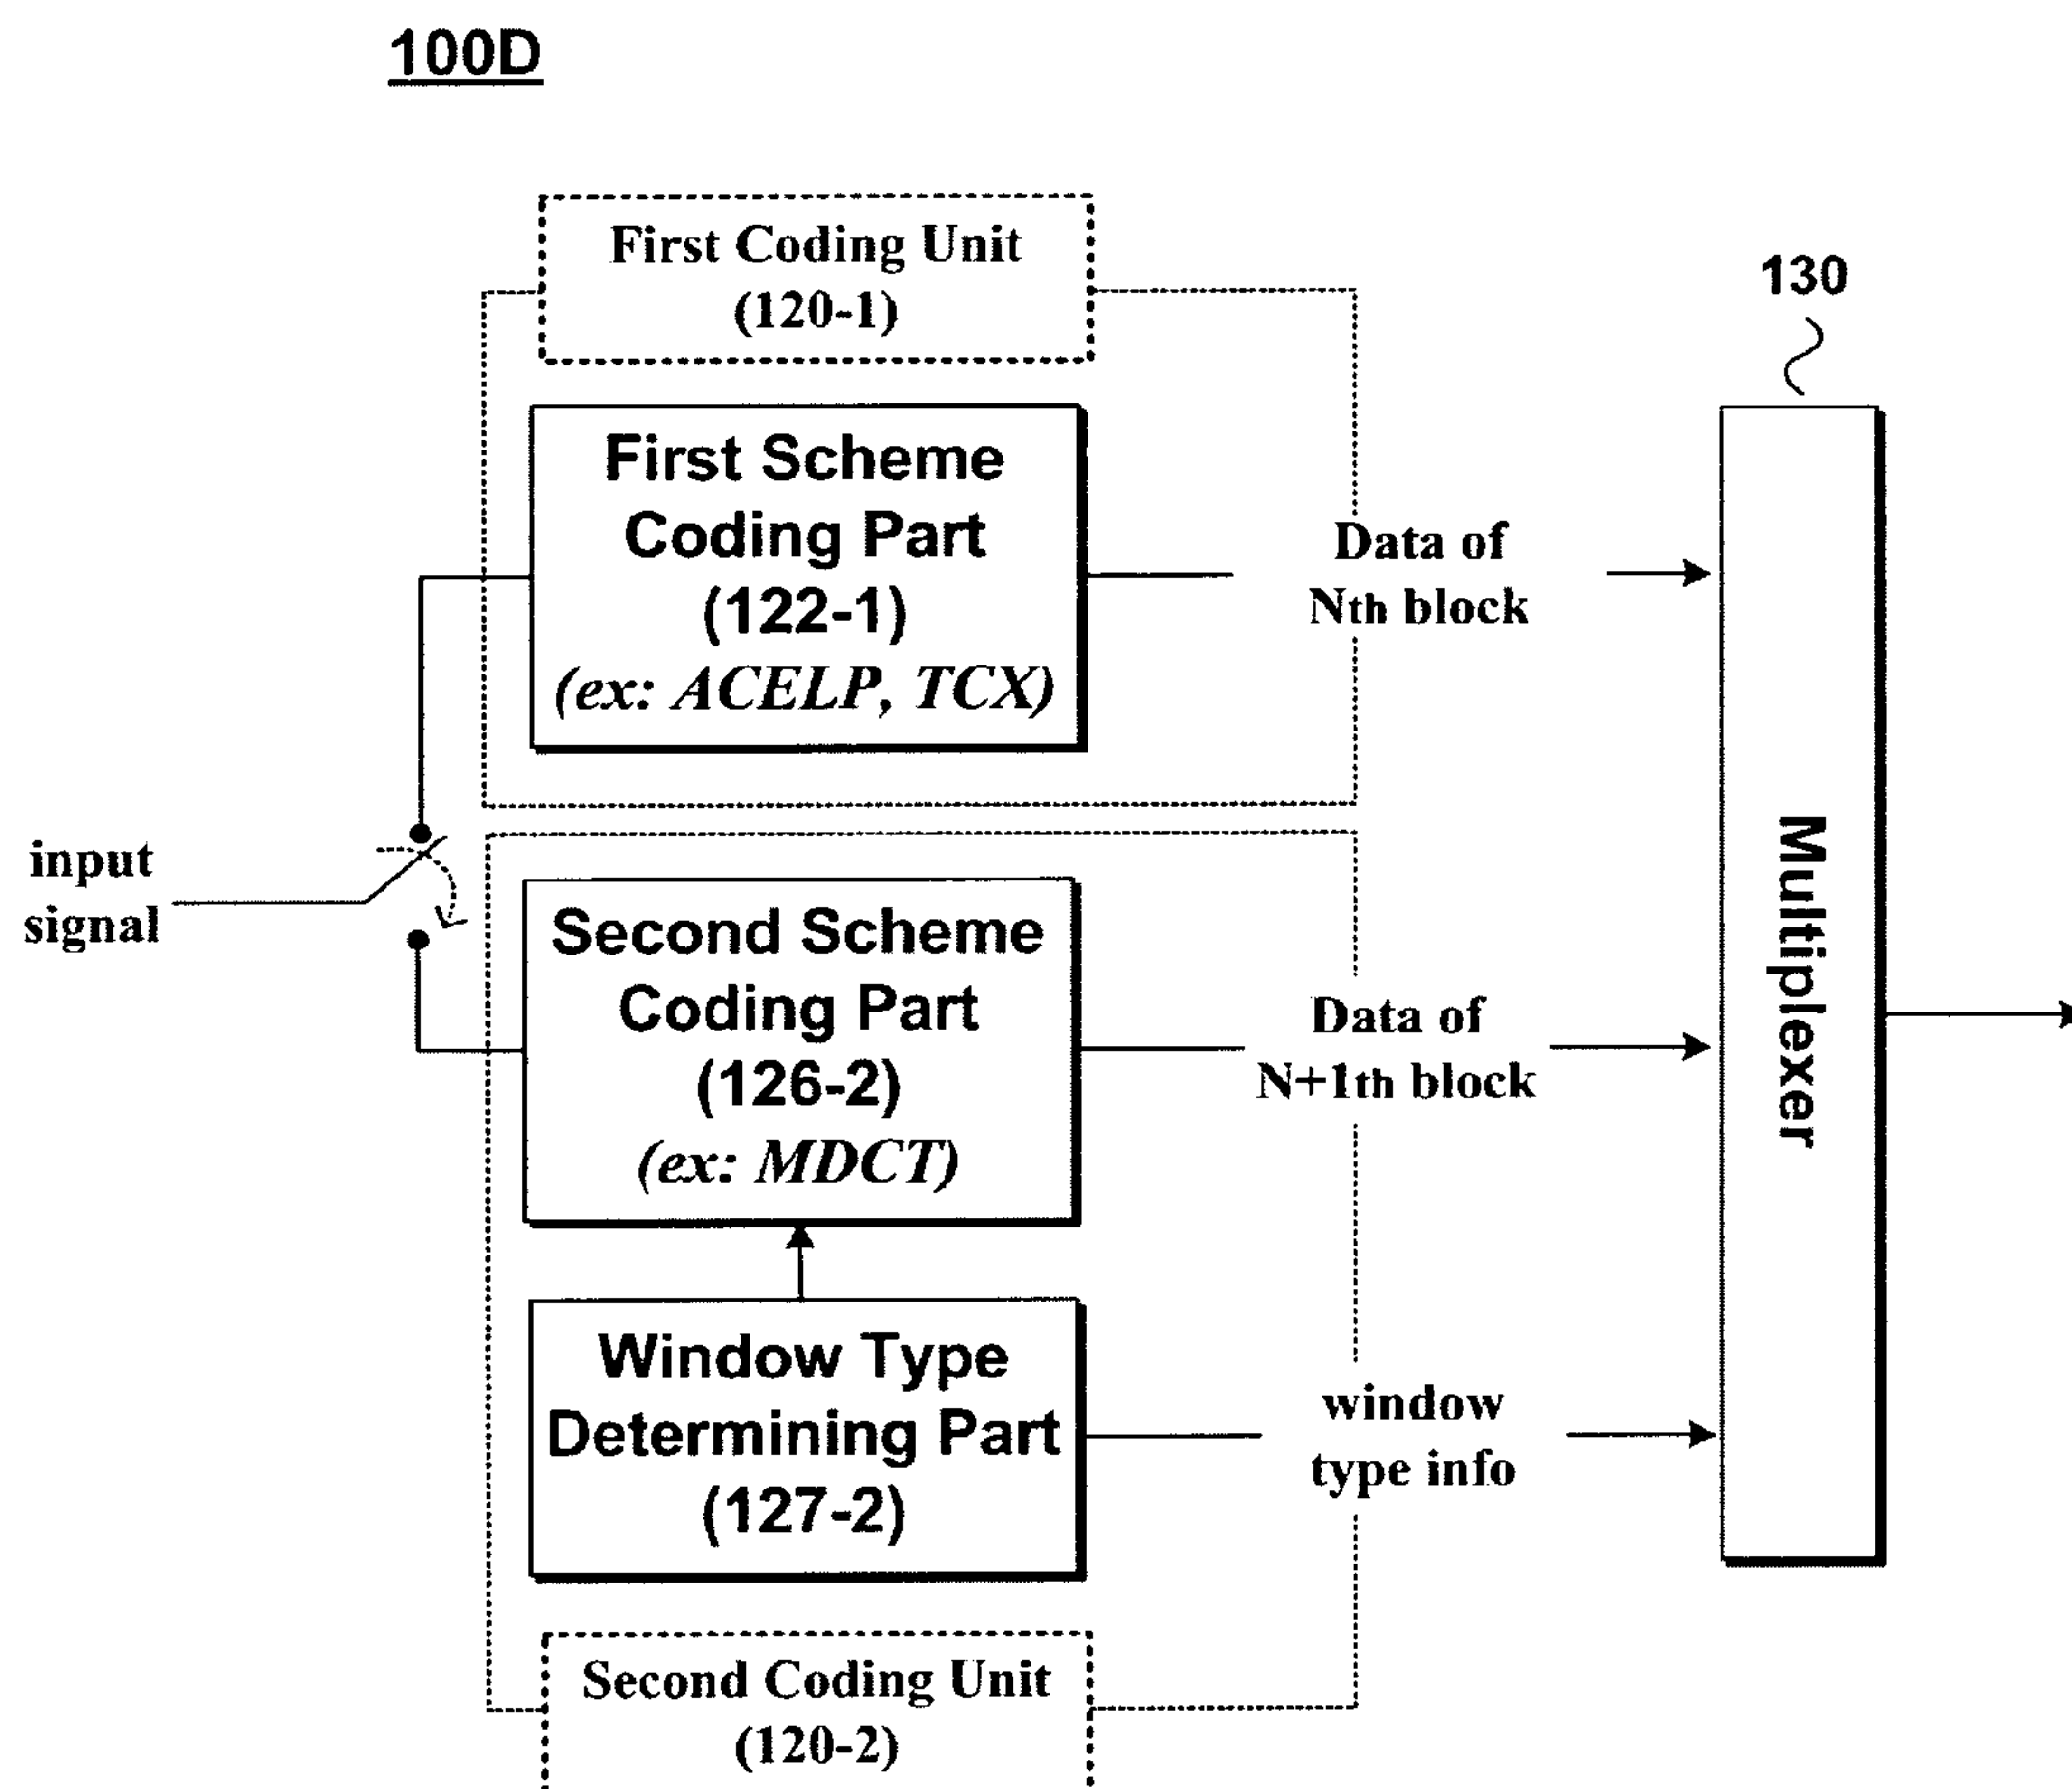 100D
First Coding Unit
(120-1)
130
First Scheme
Coding Part
(122-1)
(ex: ACELP, TCX)
Data of
Nth block
input
signal
Second Scheme
Coding Part
(126-2)
(ex: MDCT)
Data of
N+1th block
Multiplexer
Window Type
Determining Part
(127-2)
window
type info
Second Coding Unit
(120-2)